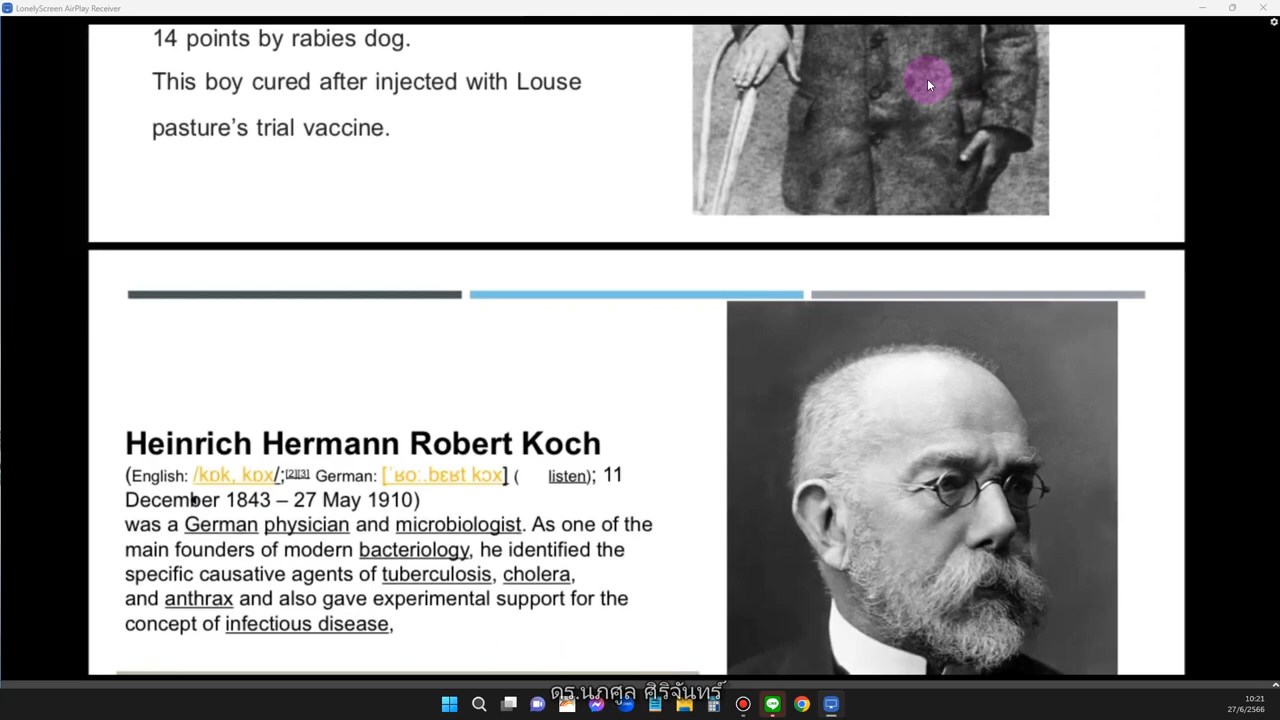 LonelyScreen AirPlay Receiver
14 points by rabies dog.
This boy cured after injected with Louse
pasture's trial vaccine.
Heinrich Hermann Robert Koch
(English: /kɒk, kɒx/;[2][3] German: [ˈʁoː.bɛʁt kɔx] ( listen); 11
December 1843 – 27 May 1910)
was a German physician and microbiologist. As one of the
main founders of modern bacteriology, he identified the
specific causative agents of tuberculosis, cholera,
and anthrax and also gave experimental support for the
concept of infectious disease,
ดร.นภศูล ศิริจันทร์
10:21
27/6/2566